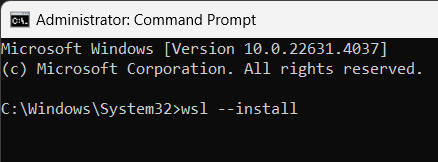 Administrator: Command Prompt
Microsoft Windows [Version 10.0.22631.4037]
(c) Microsoft Corporation. All rights reserved.
C:\Windows\System32>wsl --install